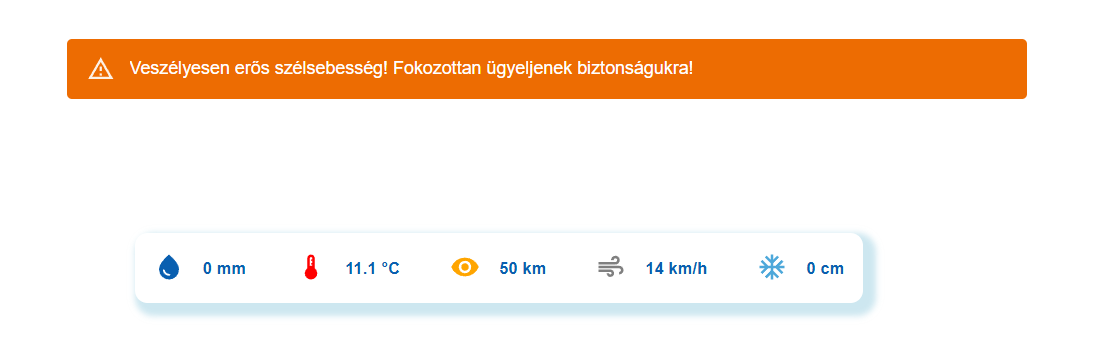 Veszélyesen erős szélsebesség! Fokozottan ügyeljenek biztonságukra!
0 mm 11.1 °C 50 km 14 km/h 0 cm